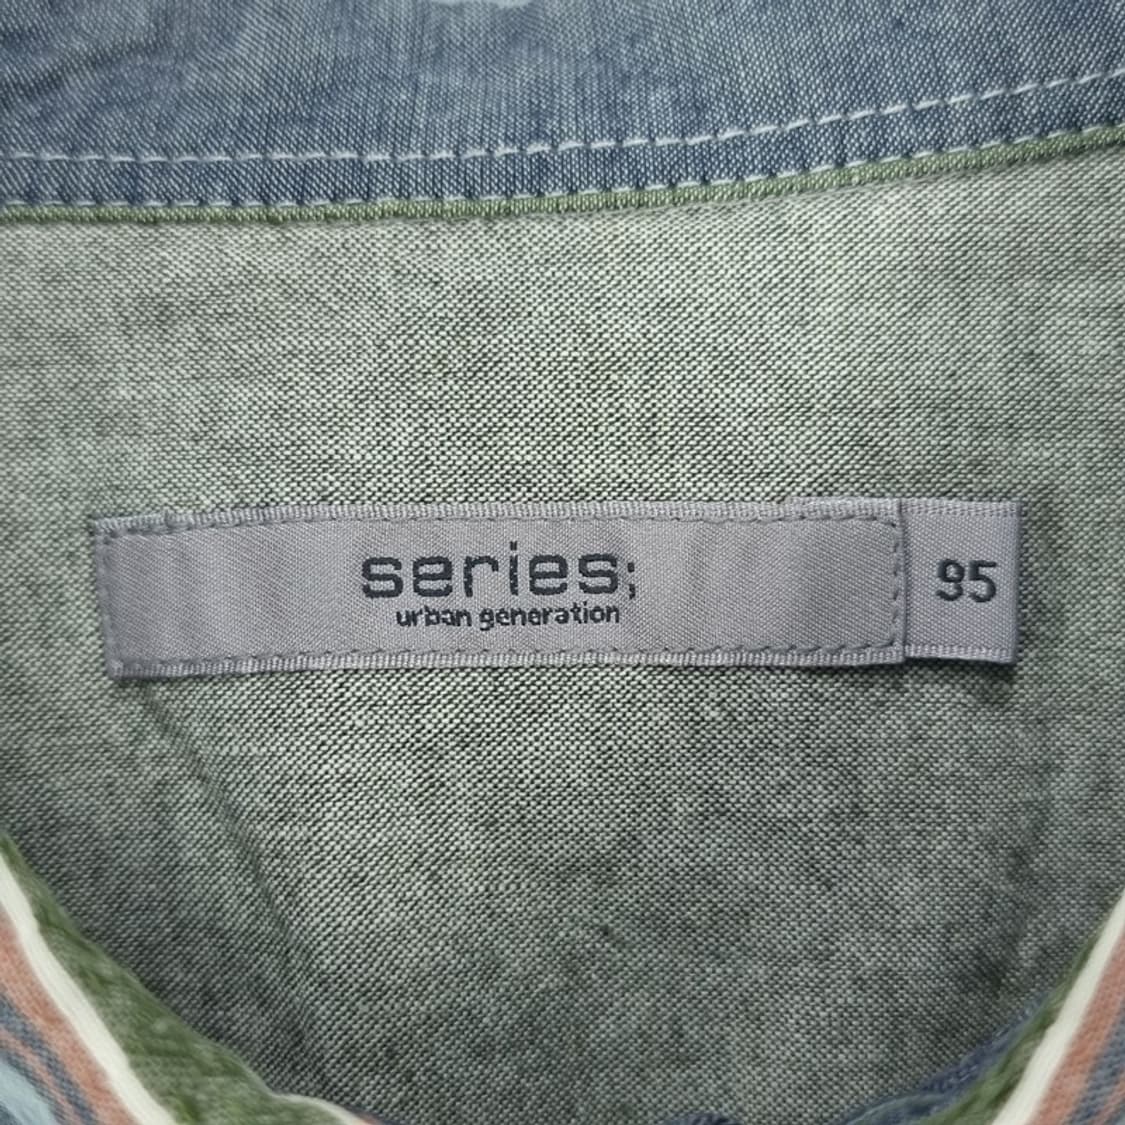 series;
urban generation
95